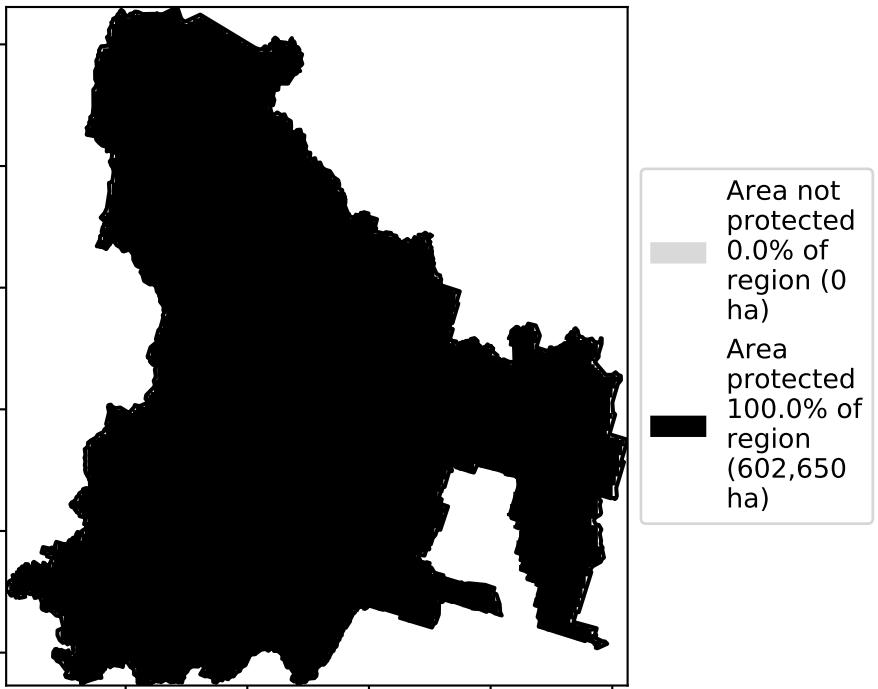 Area not
protected
0.0% of
region (0
ha)
Area
protected
100.0% of
region
(602,650
ha)